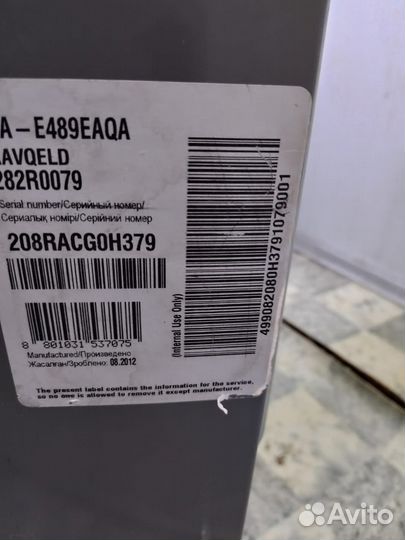 A-E489EAQA
AVQELD
282R0079
Serial number/Серийный номер/
Сериалық номірі/Серійний номер
208RACG0H379
8 801031 537075
Manufactured/Произведено
Жасалған/Зроблено: 08.2012
(Internal Use Only)
499082080H3791079001
The present label contains the information for the service,
so no one is allowed to remove it except manufacturer.
Avito